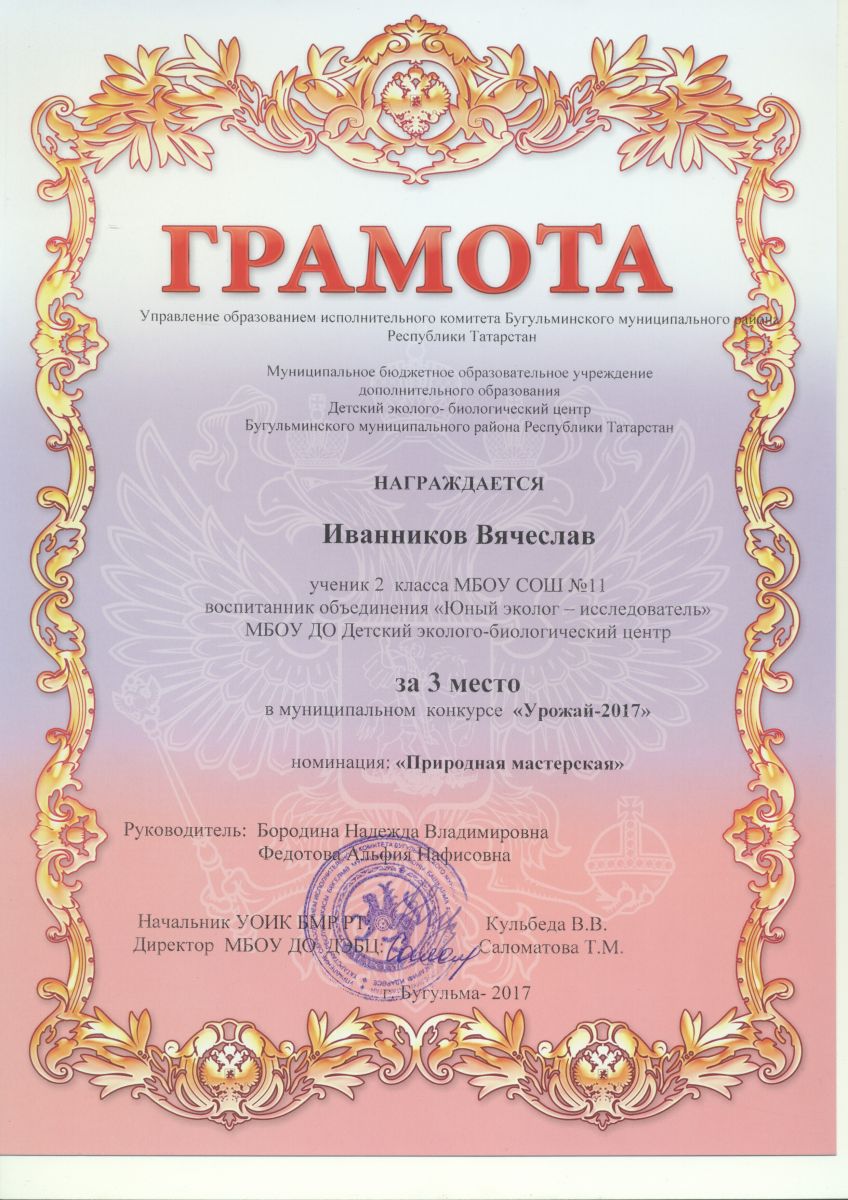 ГРАМОТА
Управление образованием исполнительного комитета Бугульминского муниципального района
Республики Татарстан
Муниципальное бюджетное образовательное учреждение
дополнительного образования
Детский эколого- биологический центр
Бугульминского муниципального района Республики Татарстан
НАГРАЖДАЕТСЯ
Иванников Вячеслав
ученик 2 класса МБОУ СОШ №11
воспитанник объединения «Юный эколог – исследователь»
МБОУ ДО Детский эколого-биологический центр
за 3 место
в муниципальном конкурсе «Урожай-2017»
номинация: «Природная мастерская»
Руководитель: Бородина Надежда Владимировна
Федотова Альфия Нафисовна
Начальник УОИК БМР РТ: Кульбеда В.В.
Директор МБОУ ДО ДЭБЦ: Саломатова Т.М.
г. Бугульма- 2017